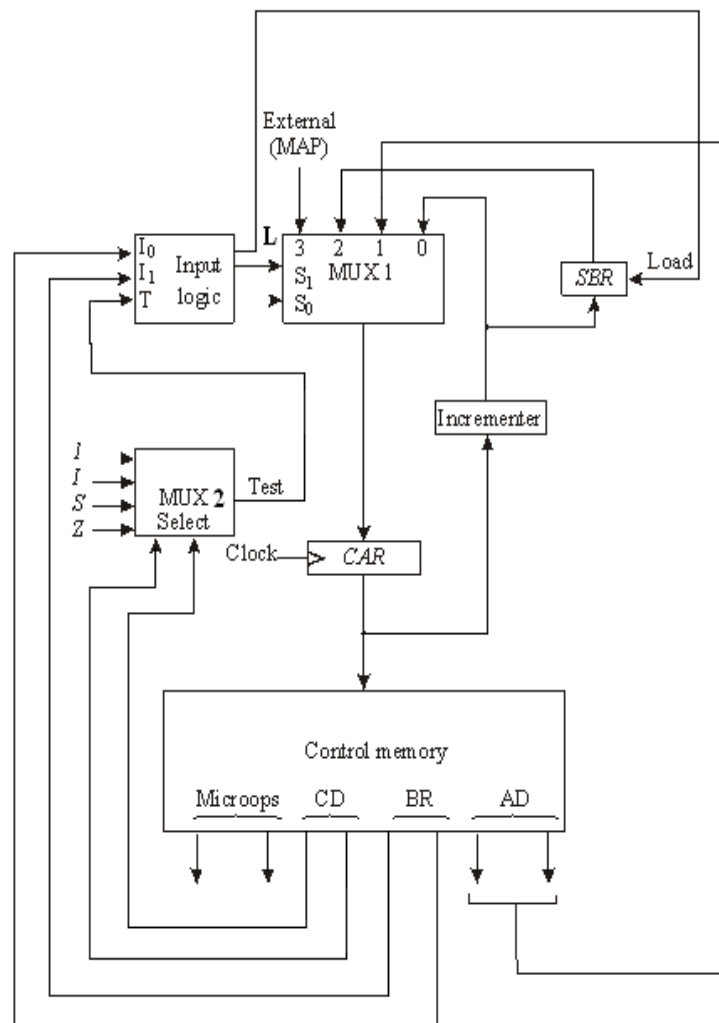 External
(MAP)
L
3 2 1 0
I0
Input
S1
MUX 1
I1
logic
S0
T
SBR
Load
Incrementer
1
I
S
Z
MUX 2
Select
Test
Clock
CAR
Control memory
Microops CD BR AD